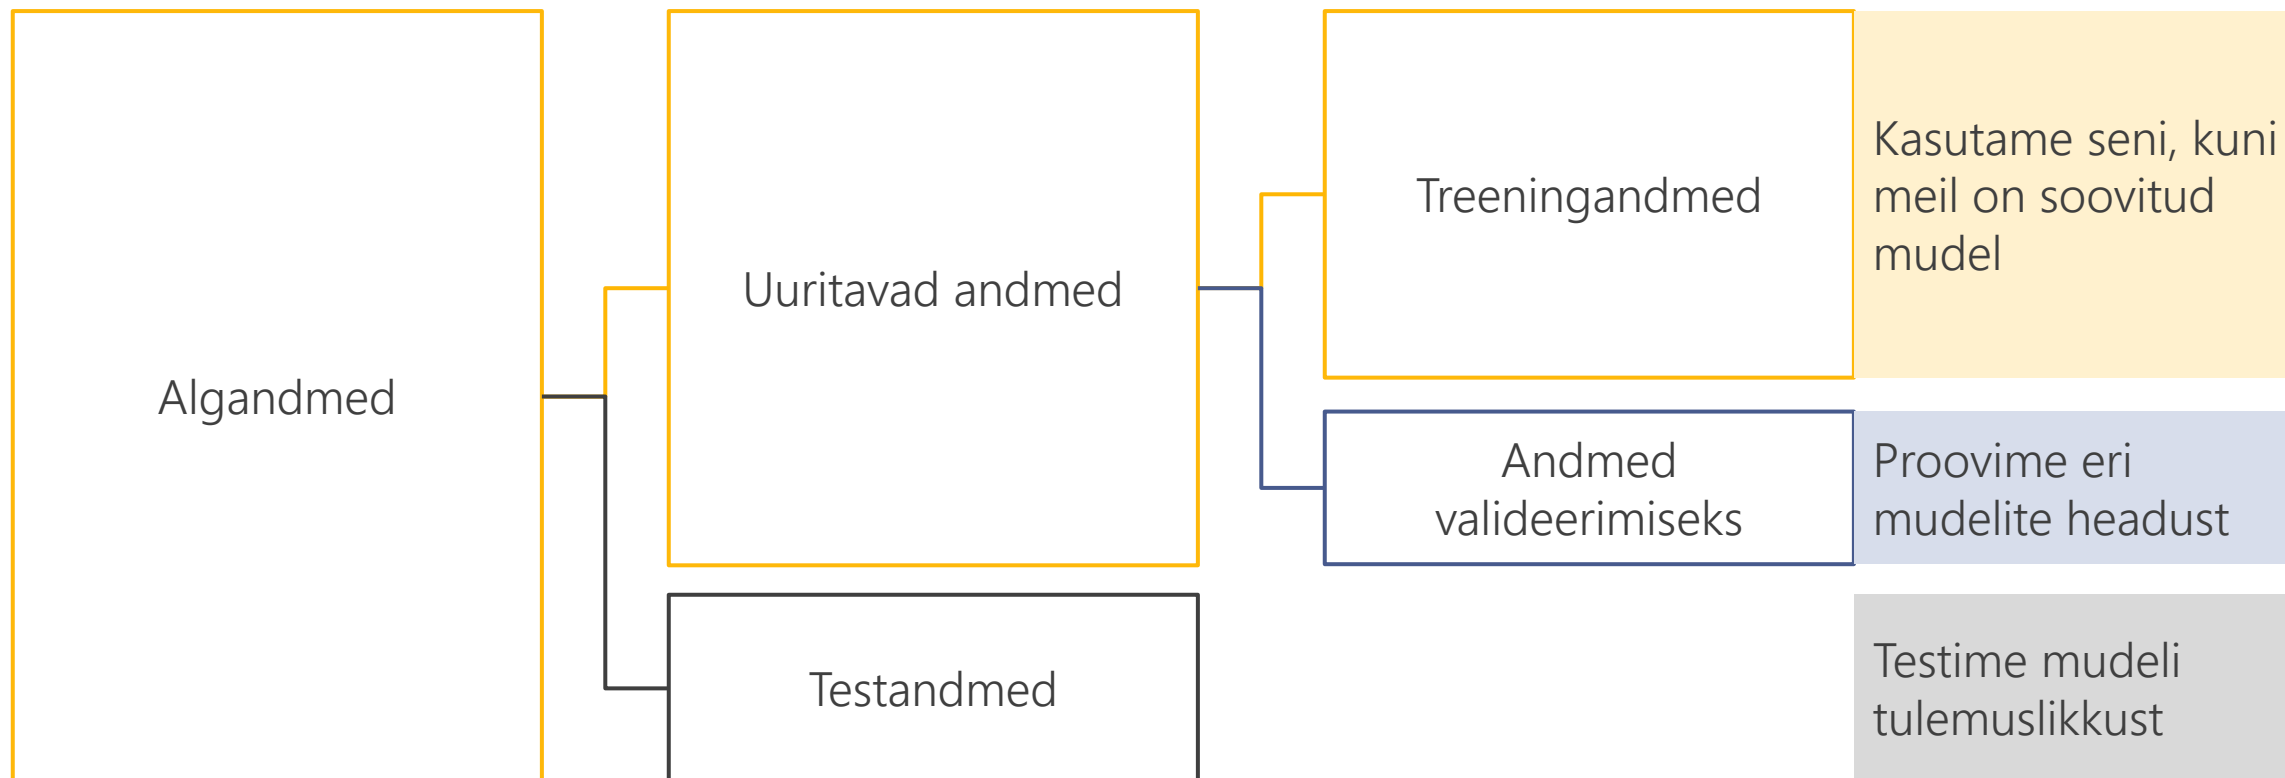 Algandmed
Uuritavad andmed
Testandmed
Treeningandmed
Andmed
valideerimiseks
Kasutame seni, kuni
meil on soovitud
mudel
Proovime eri
mudelite headust
Testime mudeli
tulemuslikkust